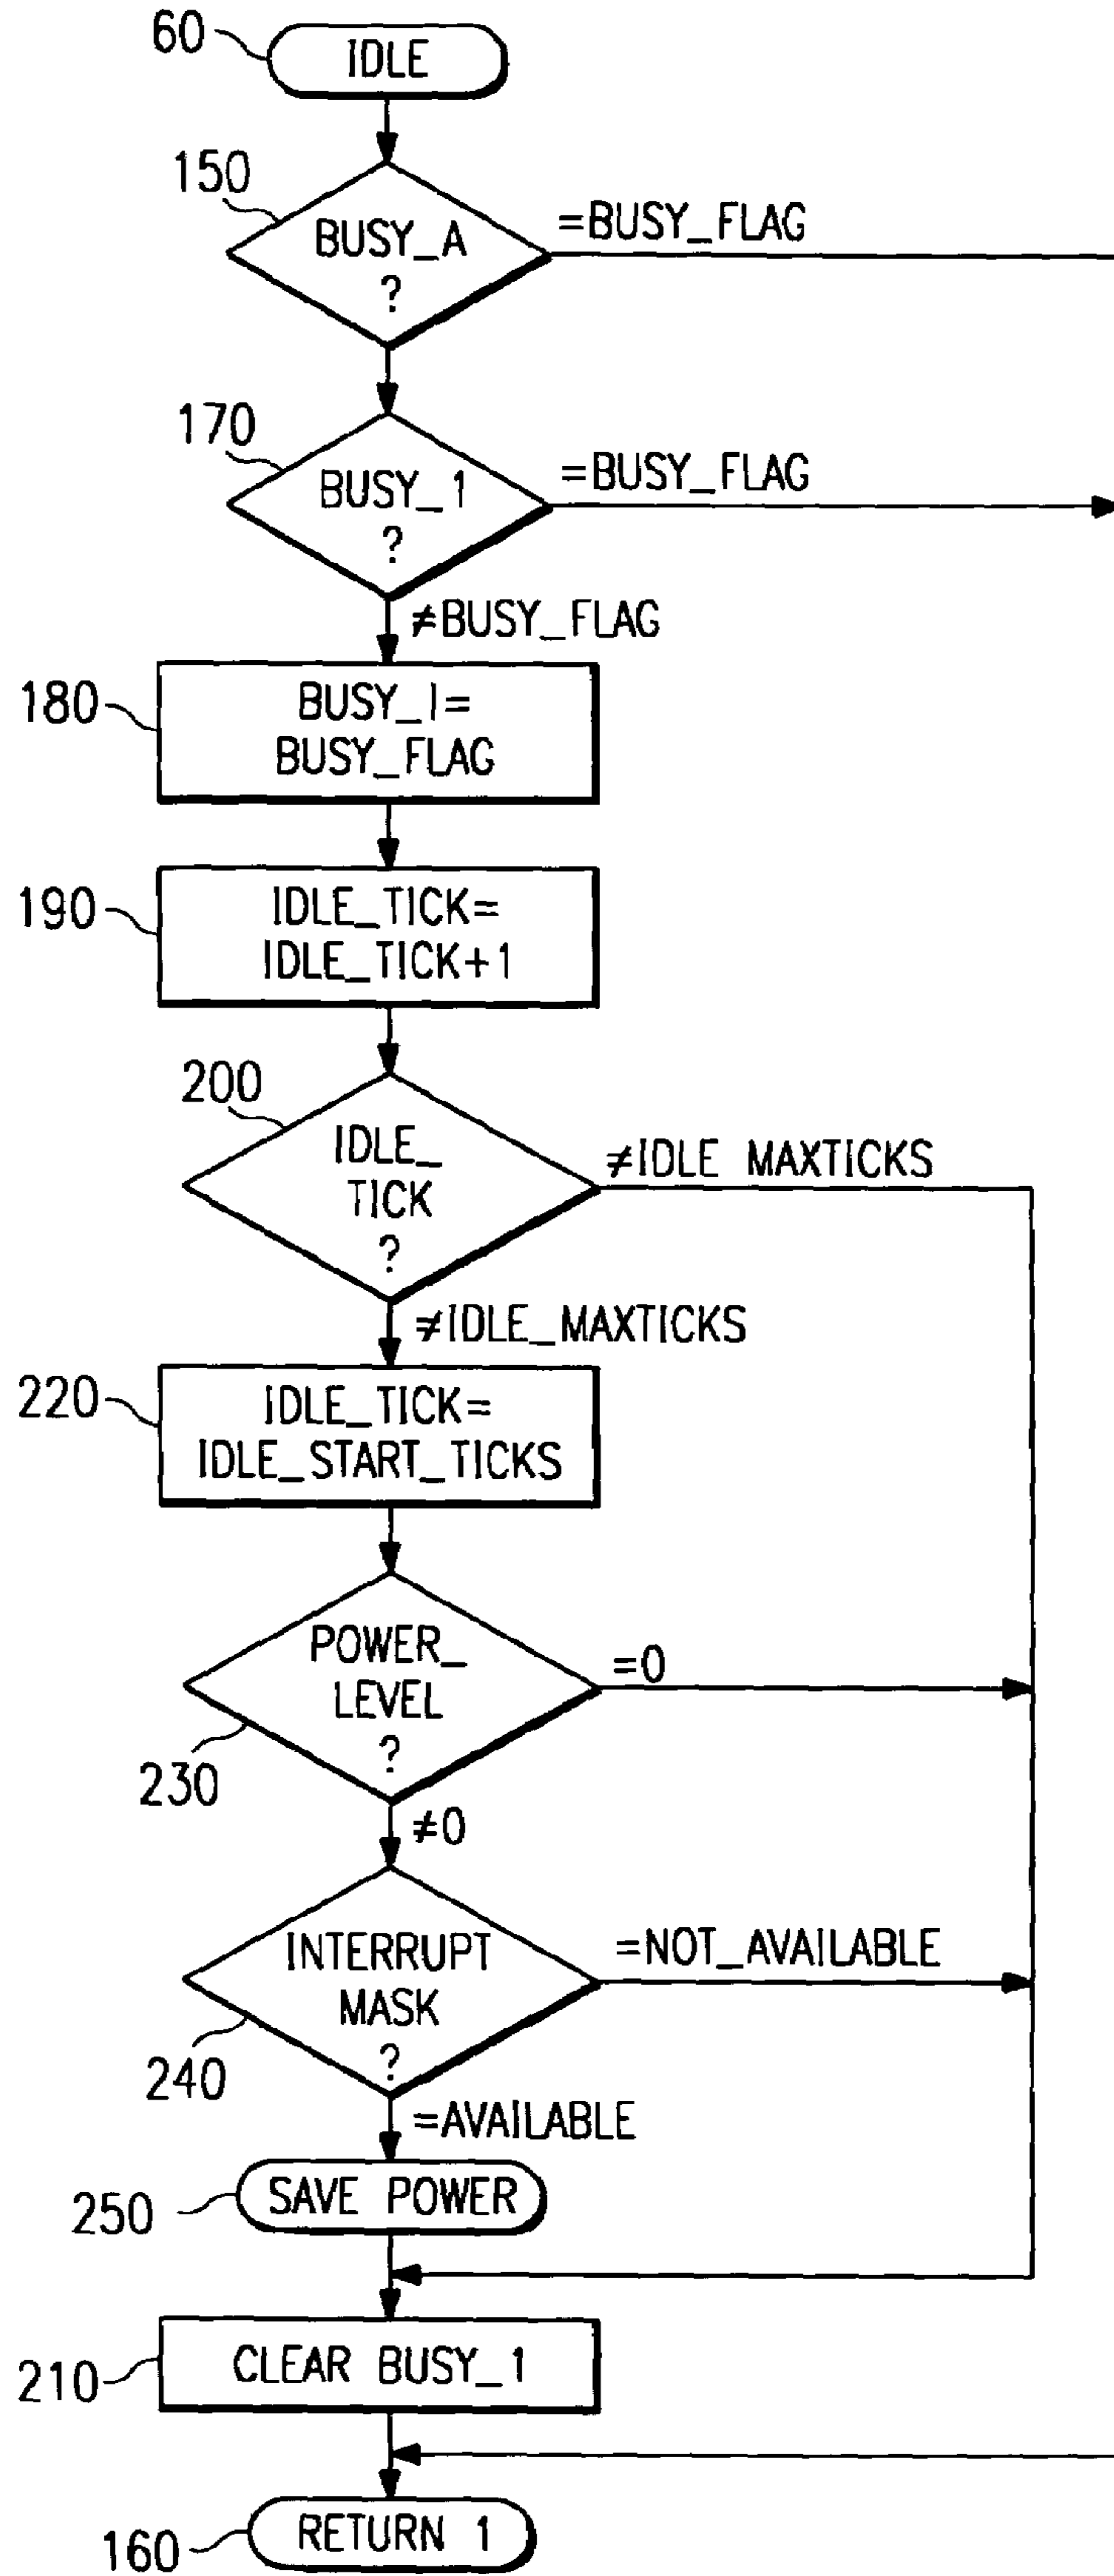 60
IDLE
150
BUSY_A
?
=BUSY_FLAG
170
BUSY_1
?
=BUSY_FLAG
≠BUSY_FLAG
180
BUSY_I=
BUSY_FLAG
190
IDLE_TICK=
IDLE_TICK+1
200
IDLE_
TICK
?
≠IDLE MAXTICKS
≠IDLE_MAXTICKS
220
IDLE_TICK=
IDLE_START_TICKS
POWER_
LEVEL
?
=0
230
≠0
INTERRUPT
MASK
?
=NOT_AVAILABLE
240
=AVAILABLE
250
SAVE POWER
210
CLEAR BUSY_1
160
RETURN 1